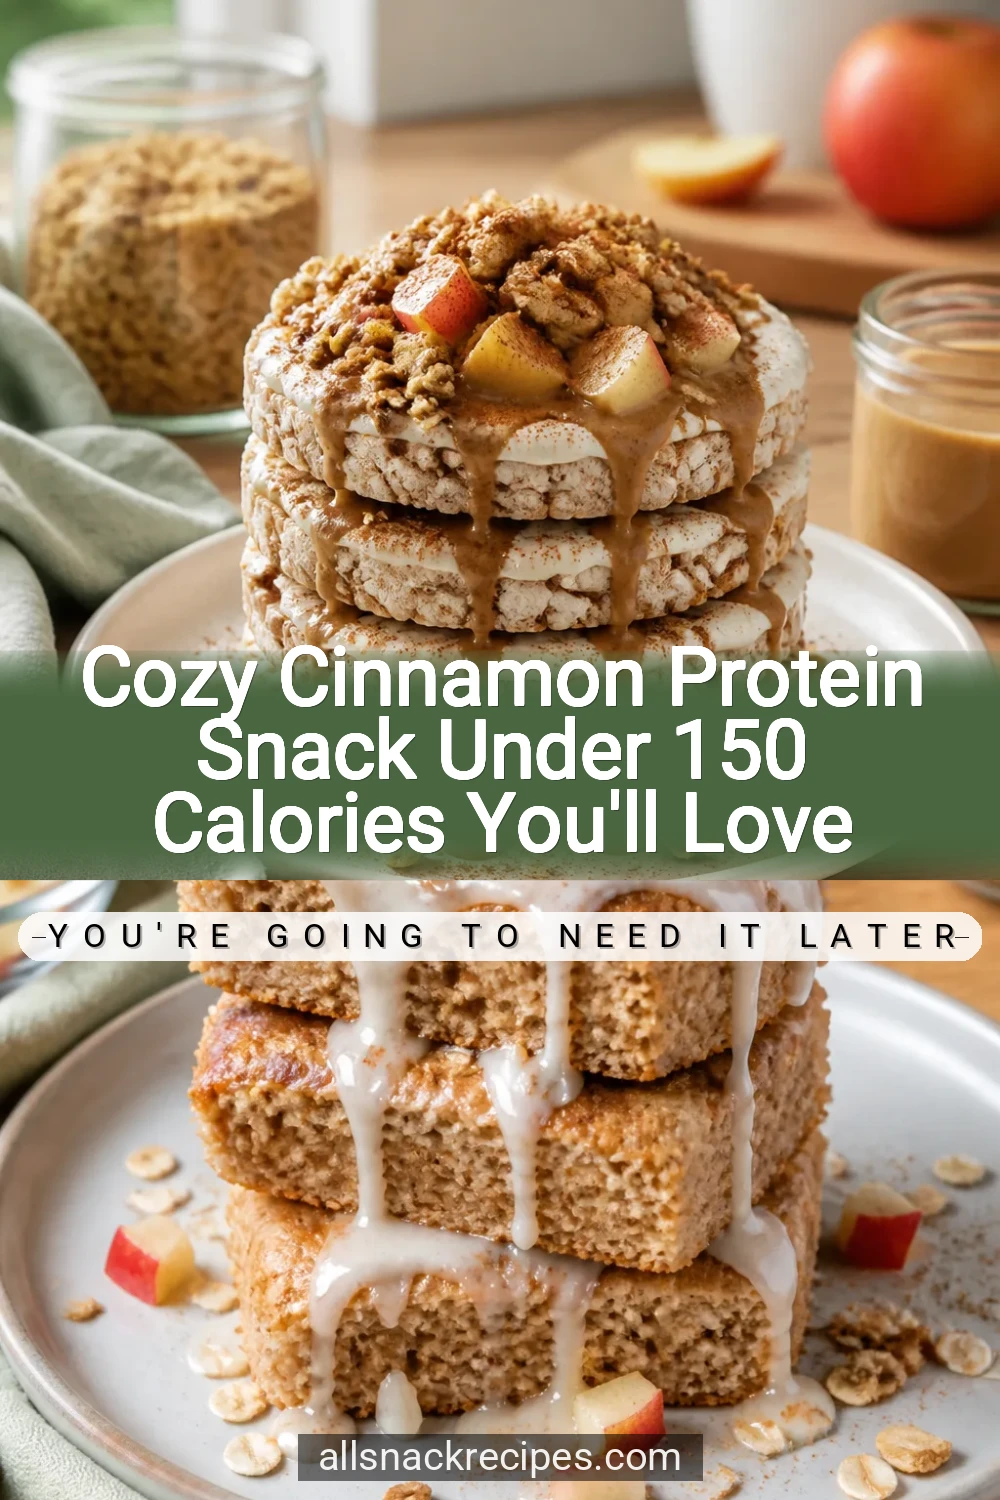 Cozy Cinnamon Protein
Snack Under 150
Calories You'll Love
YOU'RE GOING TO NEED IT LATER
allsnackrecipes.com